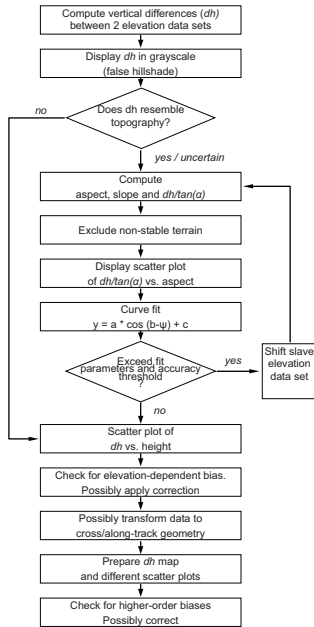 Compute vertical differences (dh)
between 2 elevation data sets
Display dh in grayscale
(false hillshade)
no
Does dh resemble
topography?
yes / uncertain
Compute
aspect, slope and dh/tan(α)
Exclude non-stable terrain
Display scatter plot
of dh/tan(α) vs. aspect
Curve fit
y = a * cos (b-ψ) + c
Exceed fit
parameters and accuracy
threshold
?
yes
Shift slave
elevation
data set
no
Scatter plot of
dh vs. height
Check for elevation-dependent bias.
Possibly apply correction
Possibly transform data to
cross/along-track geometry
Prepare dh map
and different scatter plots
Check for higher-order biases
Possibly correct